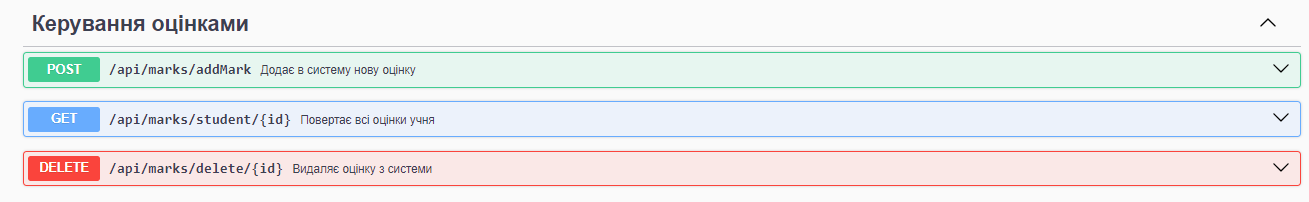 Керування оцінками
POST /api/marks/addMark Додає в систему нову оцінку
GET /api/marks/student/{id} Повертає всі оцінки учня
DELETE /api/marks/delete/{id} Видаляє оцінку з системи